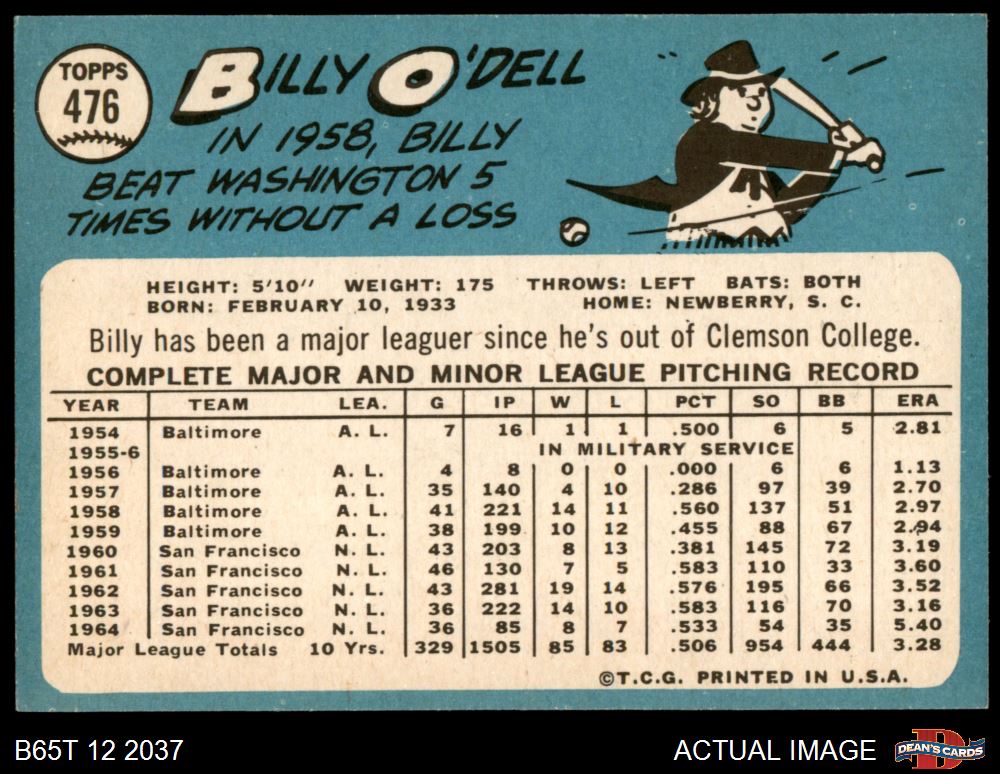 TOPPS
476
BILLY O'DELL
IN 1958, BILLY
BEAT WASHINGTON 5
TIMES WITHOUT A LOSS
HEIGHT: 5'10" WEIGHT: 175 THROWS: LEFT BATS: BOTH
BORN: FEBRUARY 10, 1933 HOME: NEWBERRY, S. C.
Billy has been a major leaguer since he's out of Clemson College.
COMPLETE MAJOR AND MINOR LEAGUE PITCHING RECORD
YEAR TEAM LEA. G IP W L PCT SO BB ERA
1954 Baltimore A. L. 7 16 1 1 .500 6 5 2.81
1955-6 IN MILITARY SERVICE
1956 Baltimore A. L. 4 8 0 0 .000 6 6 1.13
1957 Baltimore A. L. 35 140 4 10 .286 97 39 2.70
1958 Baltimore A. L. 41 221 14 11 .560 137 51 2.97
1959 Baltimore A. L. 38 199 10 12 .455 88 67 2.94
1960 San Francisco N. L. 43 203 8 13 .381 145 72 3.19
1961 San Francisco N. L. 46 130 7 5 .583 110 33 3.60
1962 San Francisco N. L. 43 281 19 14 .576 195 66 3.52
1963 San Francisco N. L. 36 222 14 10 .583 116 70 3.16
1964 San Francisco N. L. 36 85 8 7 .533 54 35 5.40
Major League Totals 10 Yrs. 329 1505 85 83 .506 954 444 3.28
©T.C.G. PRINTED IN U.S.A.
B65T 12 2037 ACTUAL IMAGE
DEAN'S CARDS